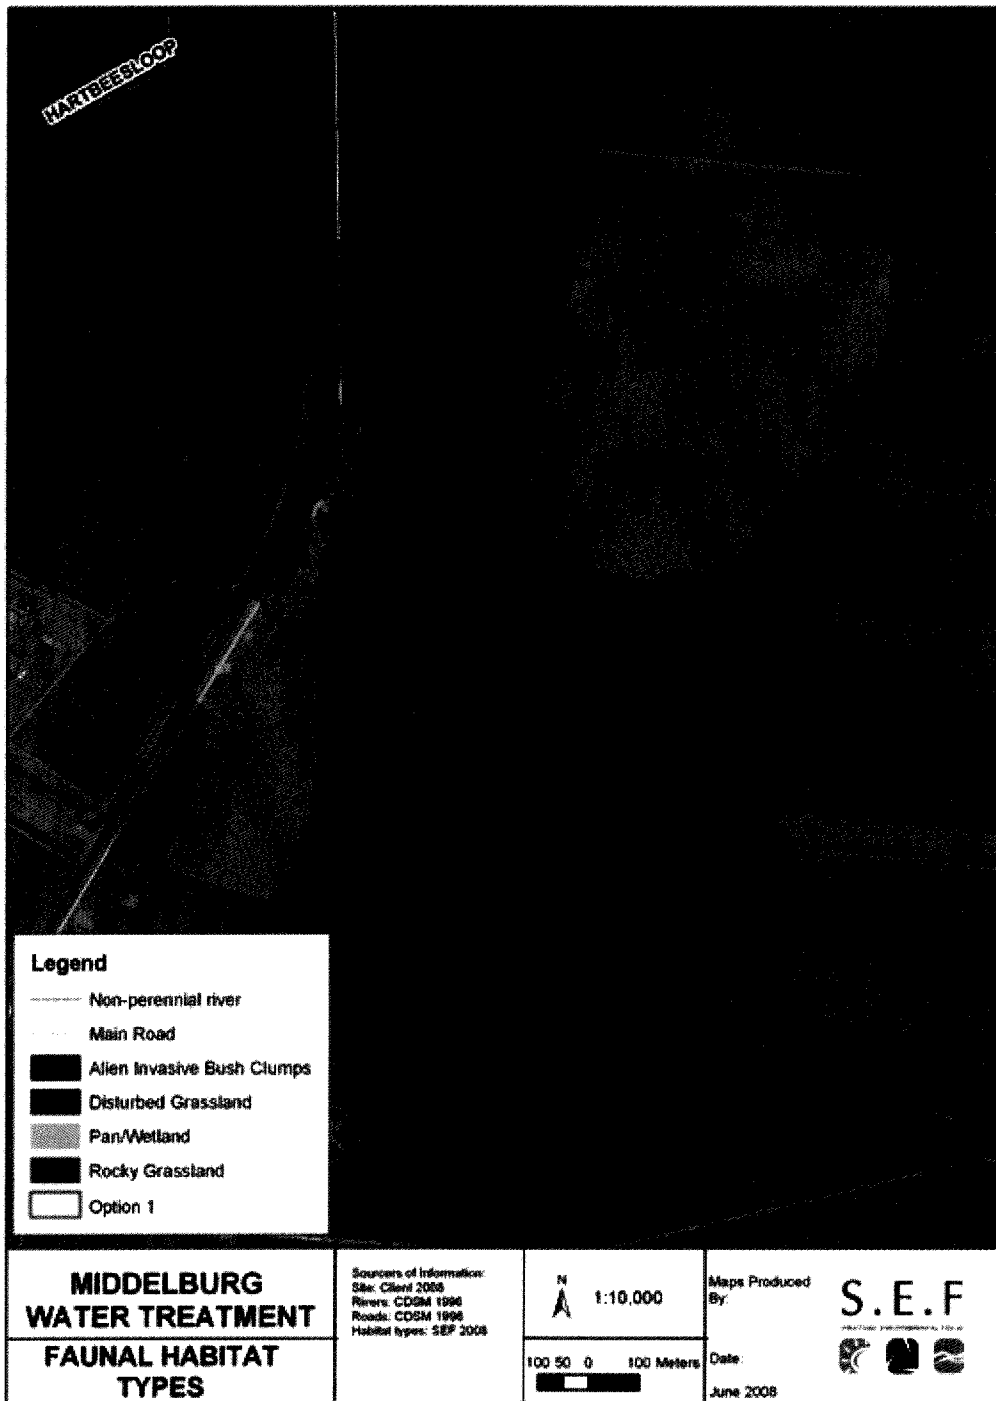 HARTBEESLOOP
Legend
Non-perennial river
Main Road
Alien Invasive Bush Clumps
Disturbed Grassland
Pan/Wetland
Rocky Grassland
Option 1
MIDDELBURG
WATER TREATMENT
FAUNAL HABITAT
TYPES
Sources of Information:
Site: Client 2008
Rivers: CDSM 1996
Roads: CDSM 1996
Habitat types: SEF 2008
N
1:10,000
100 50 0 100 Meters
Maps Produced
By:
S.E.F
Date:
June 2008